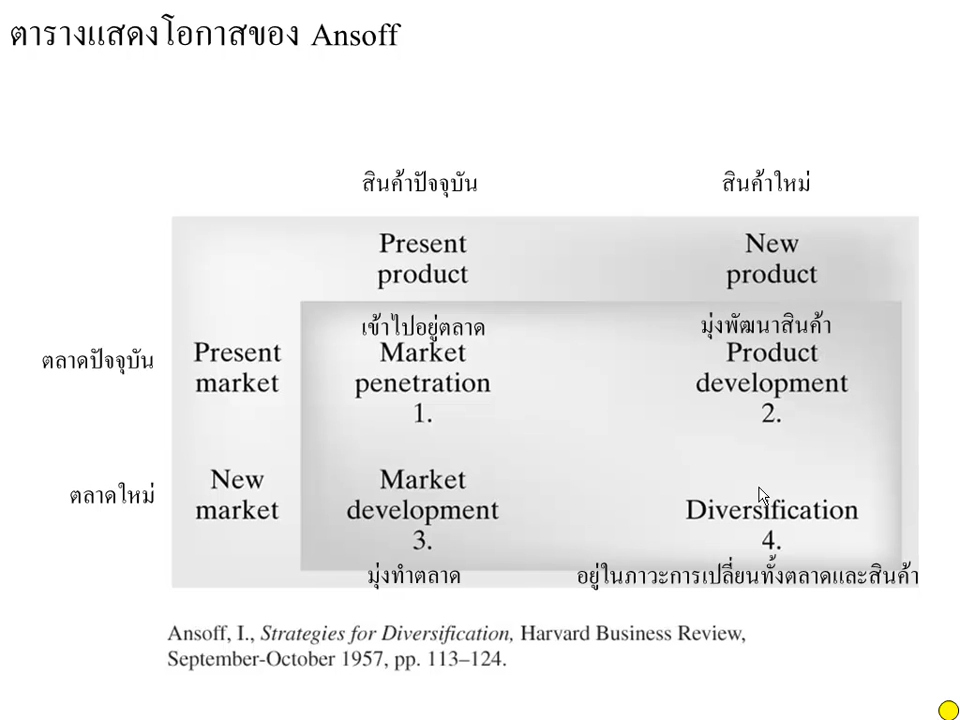 ตารางแสดงโอกาสของ Ansoff
สินค้าปัจจุบัน
สินค้าใหม่
Present
product
New
product
ตลาดปัจจุบัน
Present
market
เข้าไปอยู่ตลาด
Market
penetration
1.
มุ่งพัฒนาสินค้า
Product
development
2.
ตลาดใหม่
New
market
Market
development
3.
มุ่งทำตลาด
Diversification
4.
อยู่ในภาวะการเปลี่ยนทั้งตลาดและสินค้า
Ansoff, I., Strategies for Diversification, Harvard Business Review,
September-October 1957, pp. 113–124.